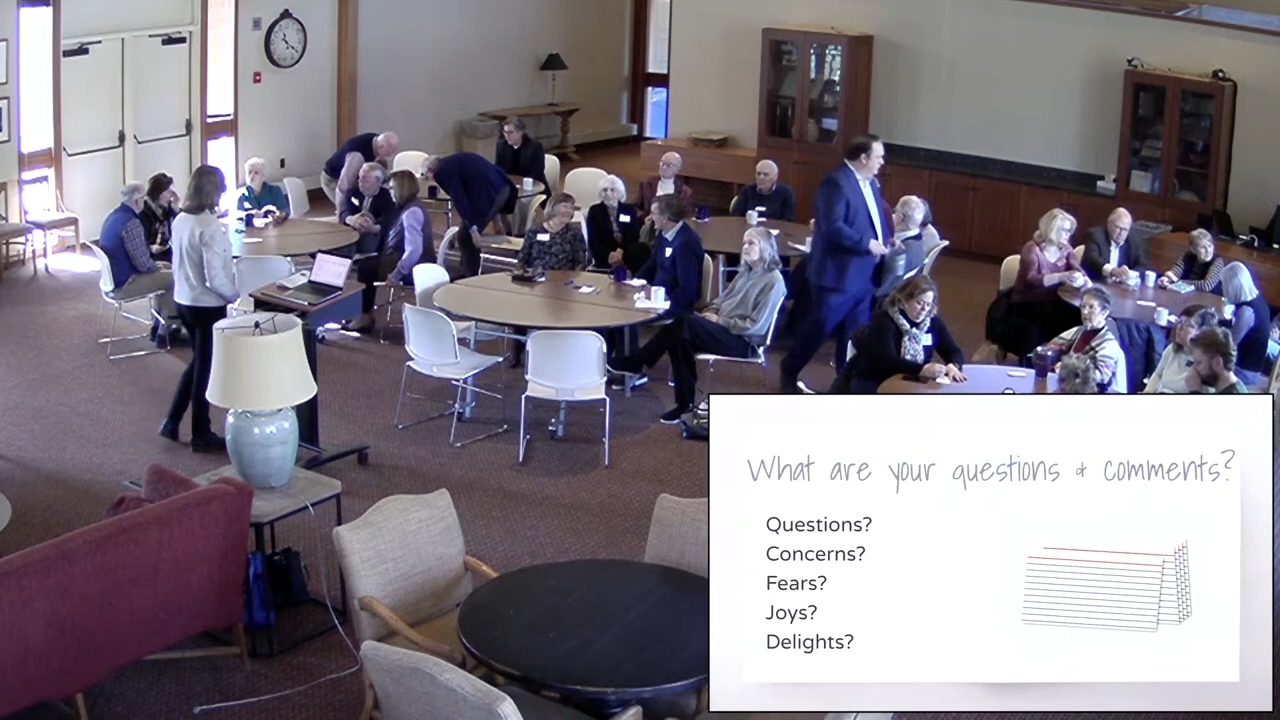 What are your questions & comments?
Questions?
Concerns?
Fears?
Joys?
Delights?